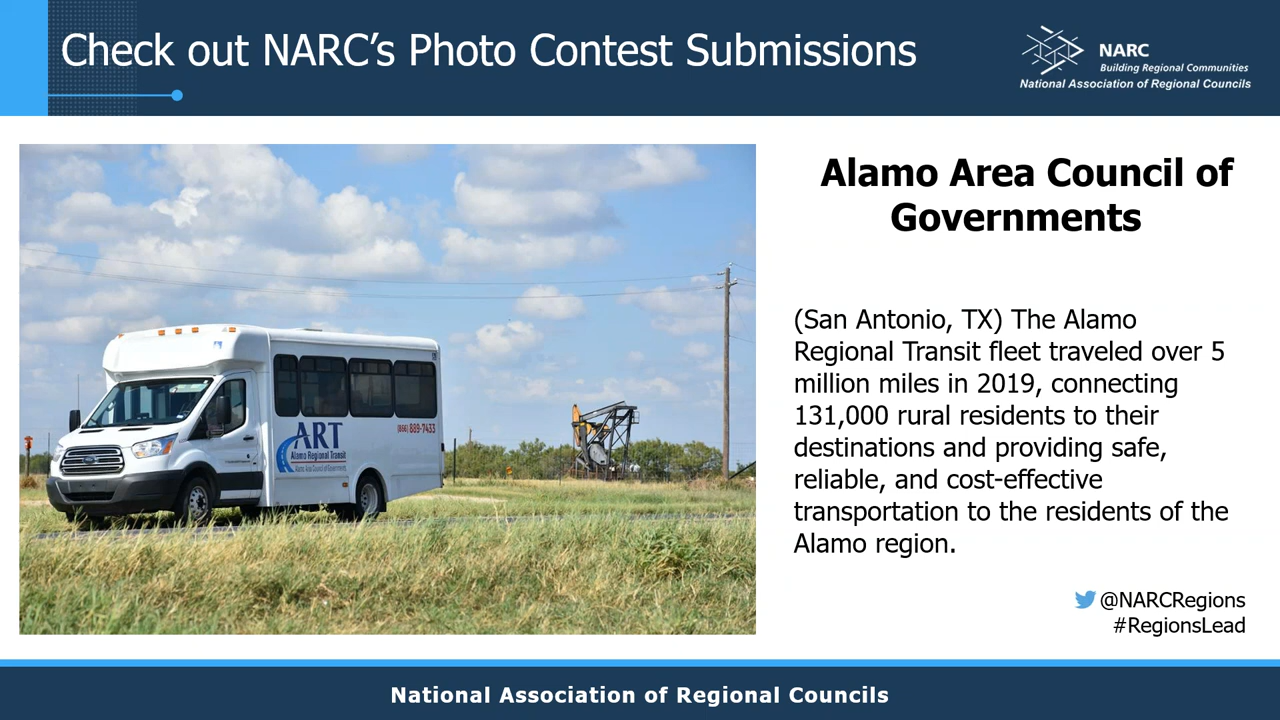 Check out NARC's Photo Contest Submissions
NARC
Building Regional Communities
National Association of Regional Councils
Alamo Area Council of
Governments
(San Antonio, TX) The Alamo
Regional Transit fleet traveled over 5
million miles in 2019, connecting
131,000 rural residents to their
destinations and providing safe,
reliable, and cost-effective
transportation to the residents of the
Alamo region.
ART
Alamo Regional Transit
Alamo Area Council of Governments
(866) 889-7433
@NARCRegions
#RegionsLead
National Association of Regional Councils